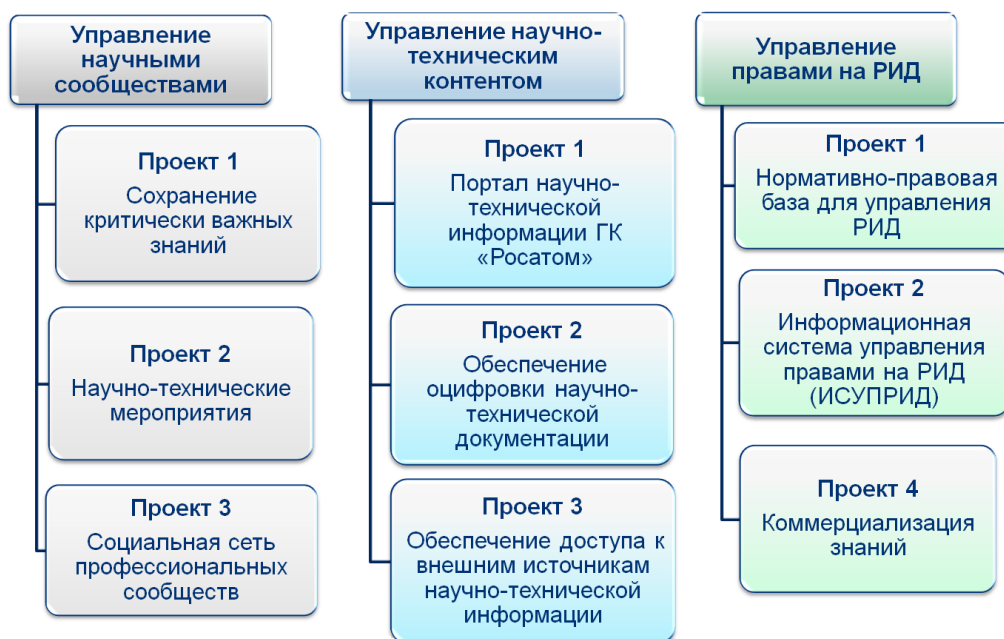 Управление
научными
сообществами
Проект 1
Сохранение
критически важных
знаний
Проект 2
Научно-технические
мероприятия
Проект 3
Социальная сеть
профессиональных
сообществ
Управление научно-
техническим
контентом
Проект 1
Портал научно-
технической
информации ГК
«Росатом»
Проект 2
Обеспечение
оцифровки научно-
технической
документации
Проект 3
Обеспечение доступа к
внешним источникам
научно-технической
информации
Управление
правами на РИД
Проект 1
Нормативно-правовая
база для управления
РИД
Проект 2
Информационная
система управления
правами на РИД
(ИСУПРИД)
Проект 4
Коммерциализация
знаний